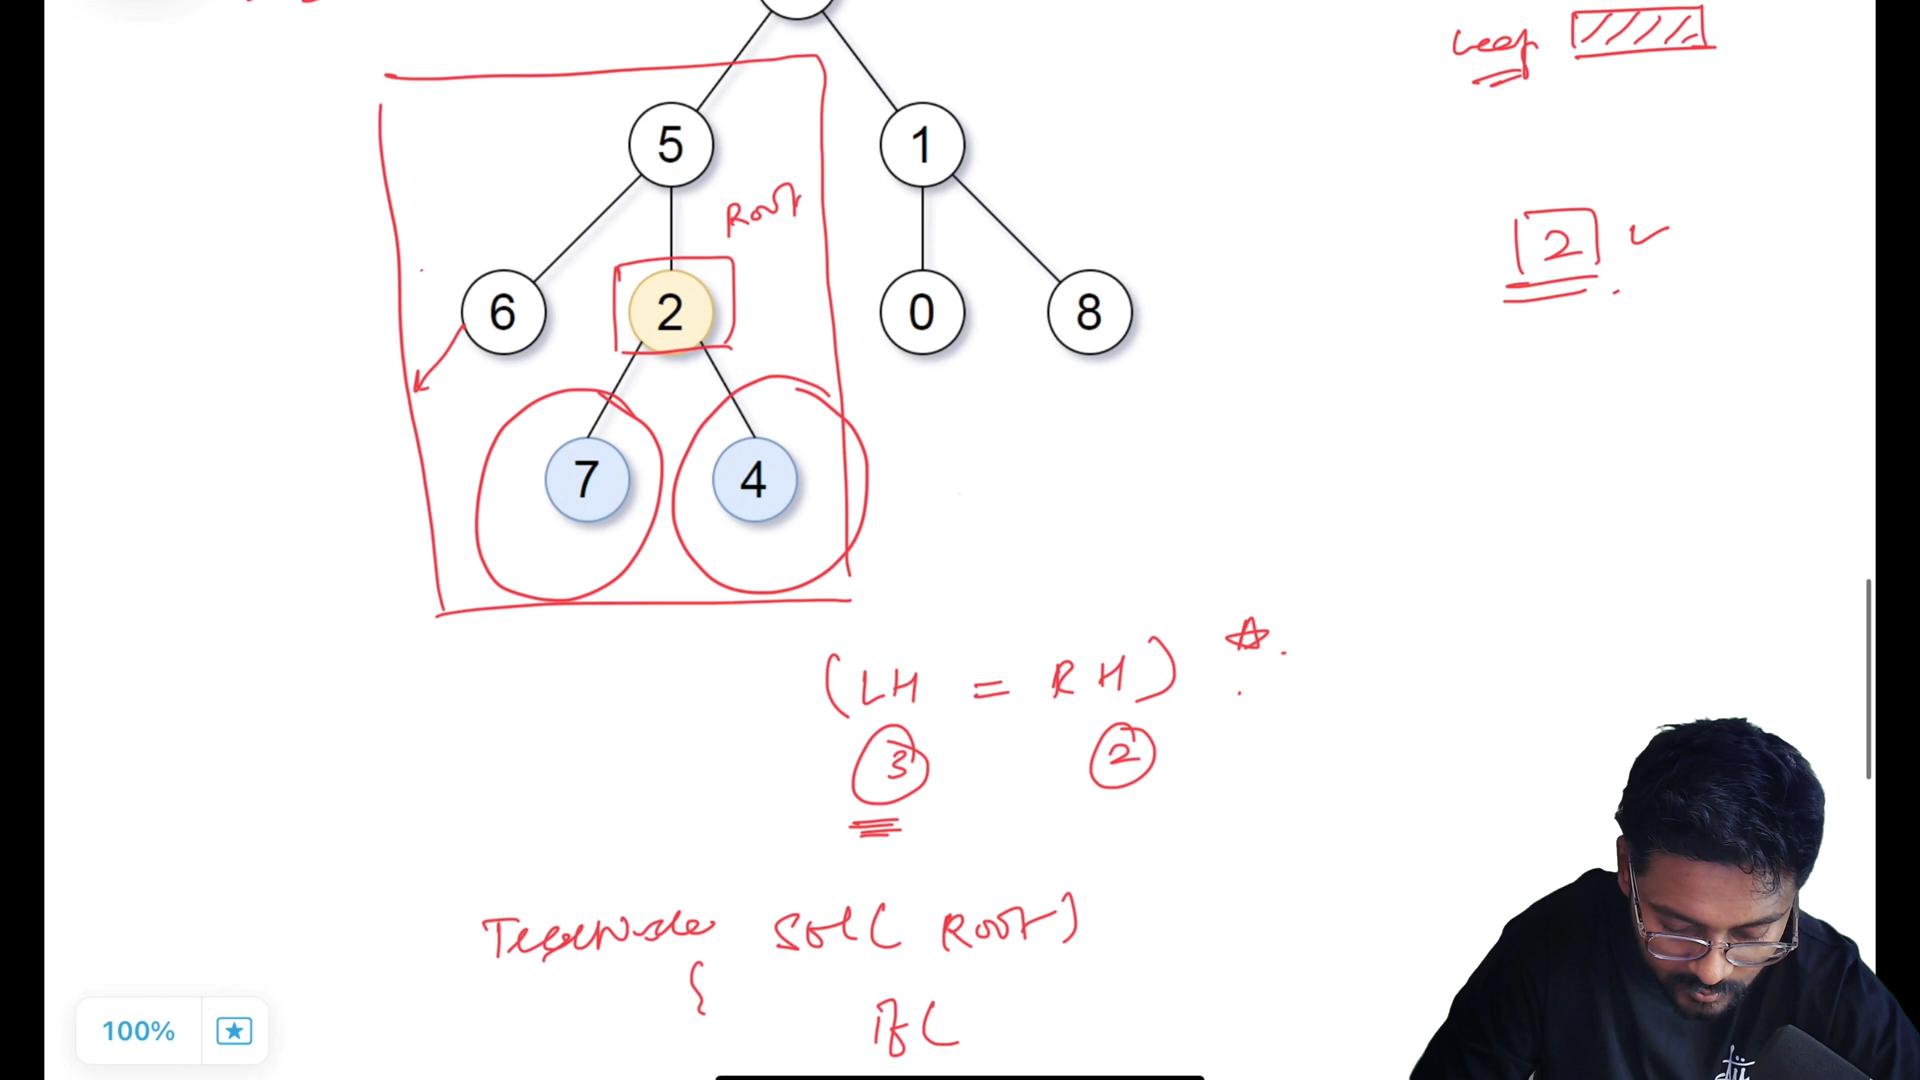 Leaf
5 1
Root
2 ✓
6 2 0 8
7 4
(LH = RH) ☆
3 2
TreeNode Sol( Root)
{
if(
100%